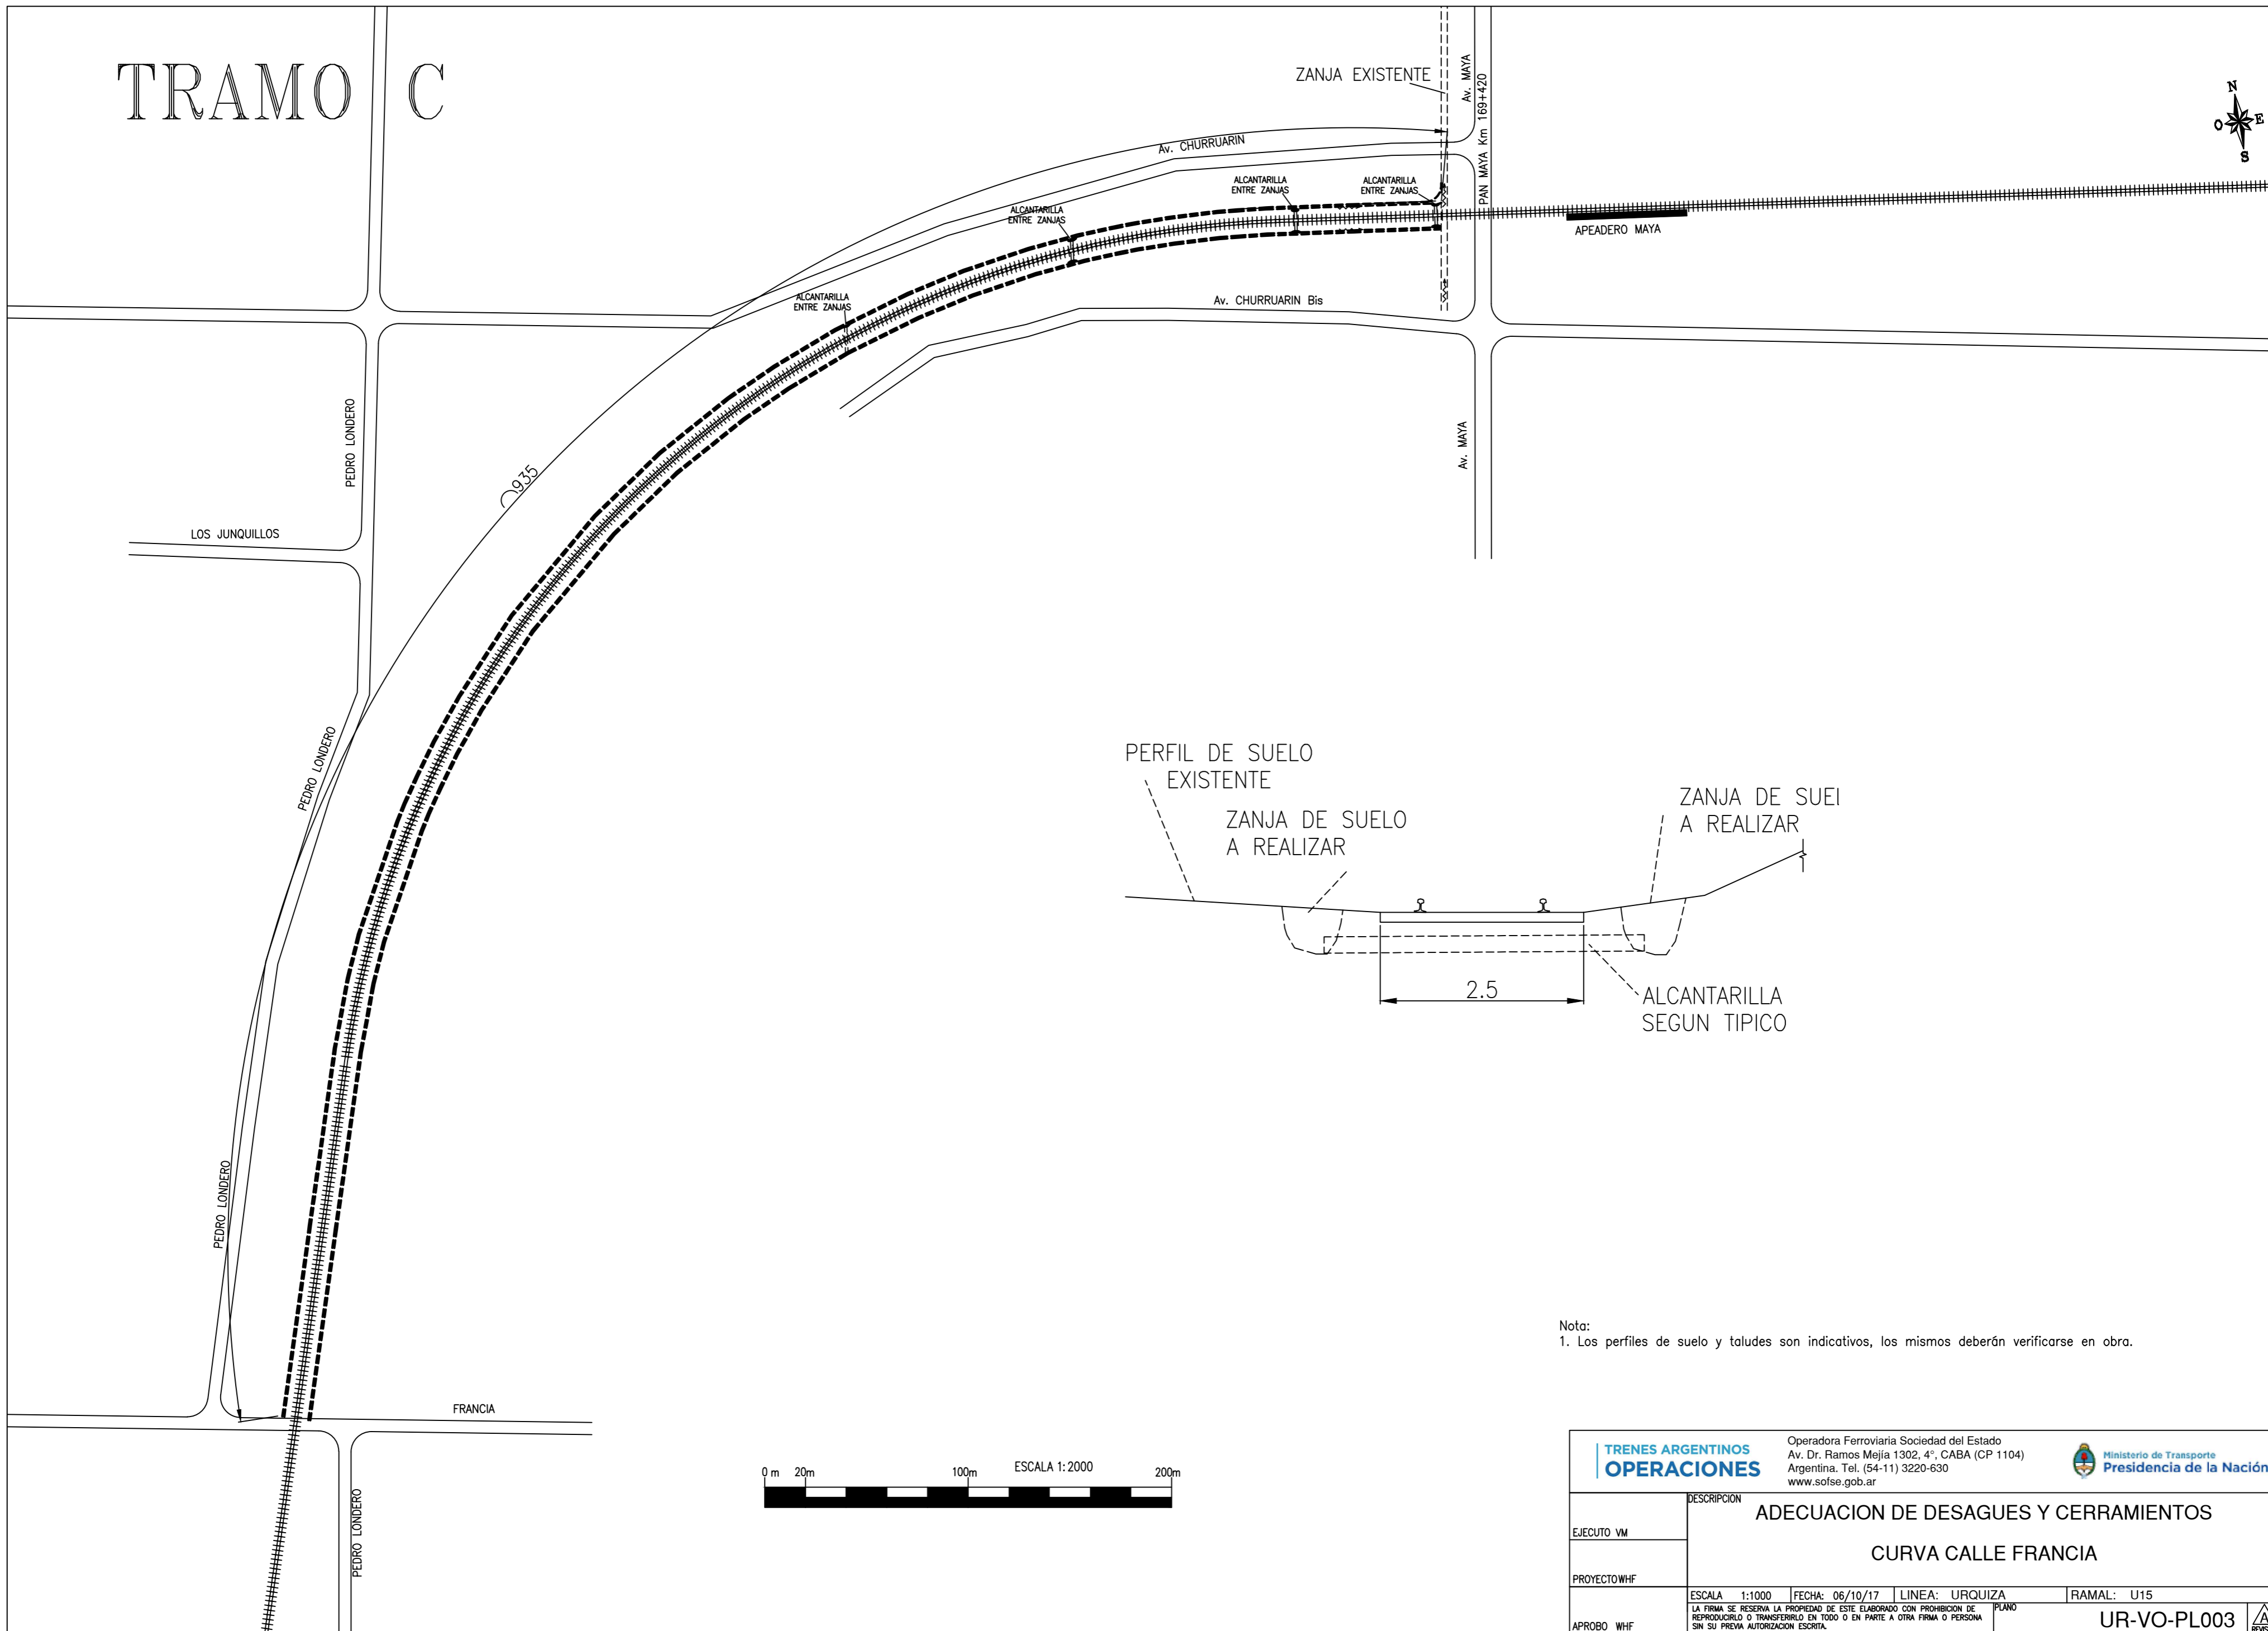 TRAMO C
ZANJA EXISTENTE
Av. MAYA
PAN MAYA Km 169+420
N
O
E
S
Av. CHURRUARIN
ALCANTARILLA
ENTRE ZANJAS
ALCANTARILLA
ENTRE ZANJAS
ALCANTARILLA
ENTRE ZANJAS
ALCANTARILLA
ENTRE ZANJAS
APEADERO MAYA
Av. CHURRUARIN Bis
PEDRO LONDERO
Av. MAYA
935
LOS JUNQUILLOS
PEDRO LONDERO
PERFIL DE SUELO
EXISTENTE
ZANJA DE SUELO
A REALIZAR
ZANJA DE SUEI
A REALIZAR
2.5
ALCANTARILLA
SEGUN TIPICO
PEDRO LONDERO
FRANCIA
PEDRO LONDERO
0 m 20m 100m ESCALA 1:2000 200m
Nota:
1. Los perfiles de suelo y taludes son indicativos, los mismos deberán verificarse en obra.
TRENES ARGENTINOS
OPERACIONES
Operadora Ferroviaria Sociedad del Estado
Av. Dr. Ramos Mejía 1302, 4°, CABA (CP 1104)
Argentina. Tel. (54-11) 3220-630
www.sofse.gob.ar
Ministerio de Transporte
Presidencia de la Nación
DESCRIPCION
ADECUACION DE DESAGUES Y CERRAMIENTOS
CURVA CALLE FRANCIA
EJECUTO VM
PROYECTO WHF
APROBO WHF
ESCALA 1:1000 FECHA: 06/10/17 LINEA: URQUIZA RAMAL: U15
LA FIRMA SE RESERVA LA PROPIEDAD DE ESTE ELABORADO CON PROHIBICION DE
REPRODUCIRLO O TRANSFERIRLO EN TODO O EN PARTE A OTRA FIRMA O PERSONA
SIN SU PREVIA AUTORIZACION ESCRITA.
PLANO
UR-VO-PL003
A